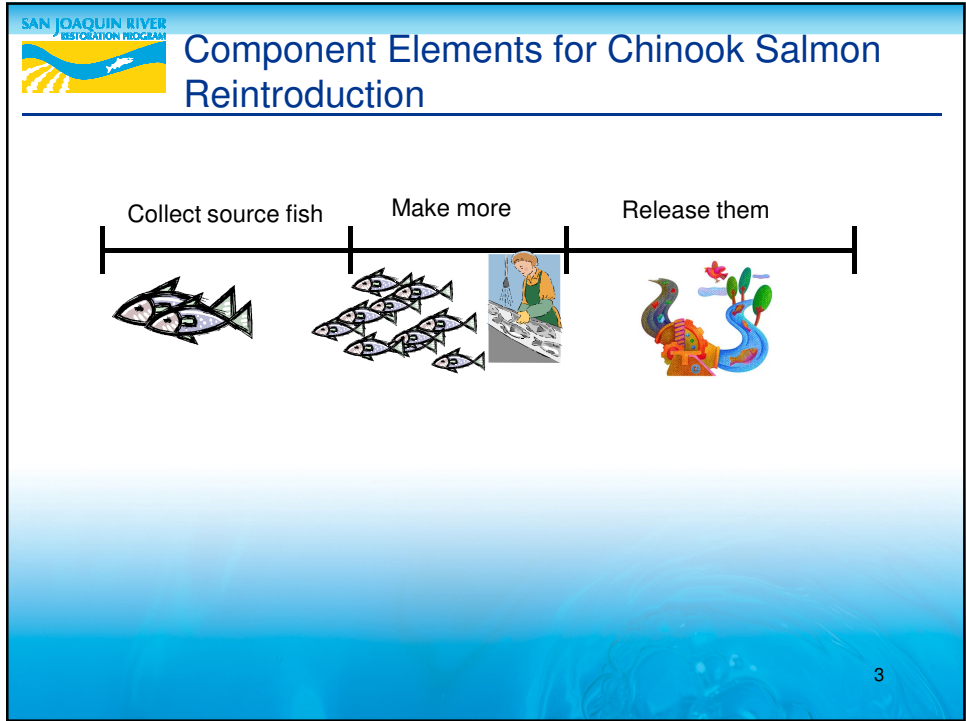 SAN JOAQUIN RIVER
RESTORATION PROGRAM
Component Elements for Chinook Salmon
Reintroduction
Collect source fish
Make more
Release them
3